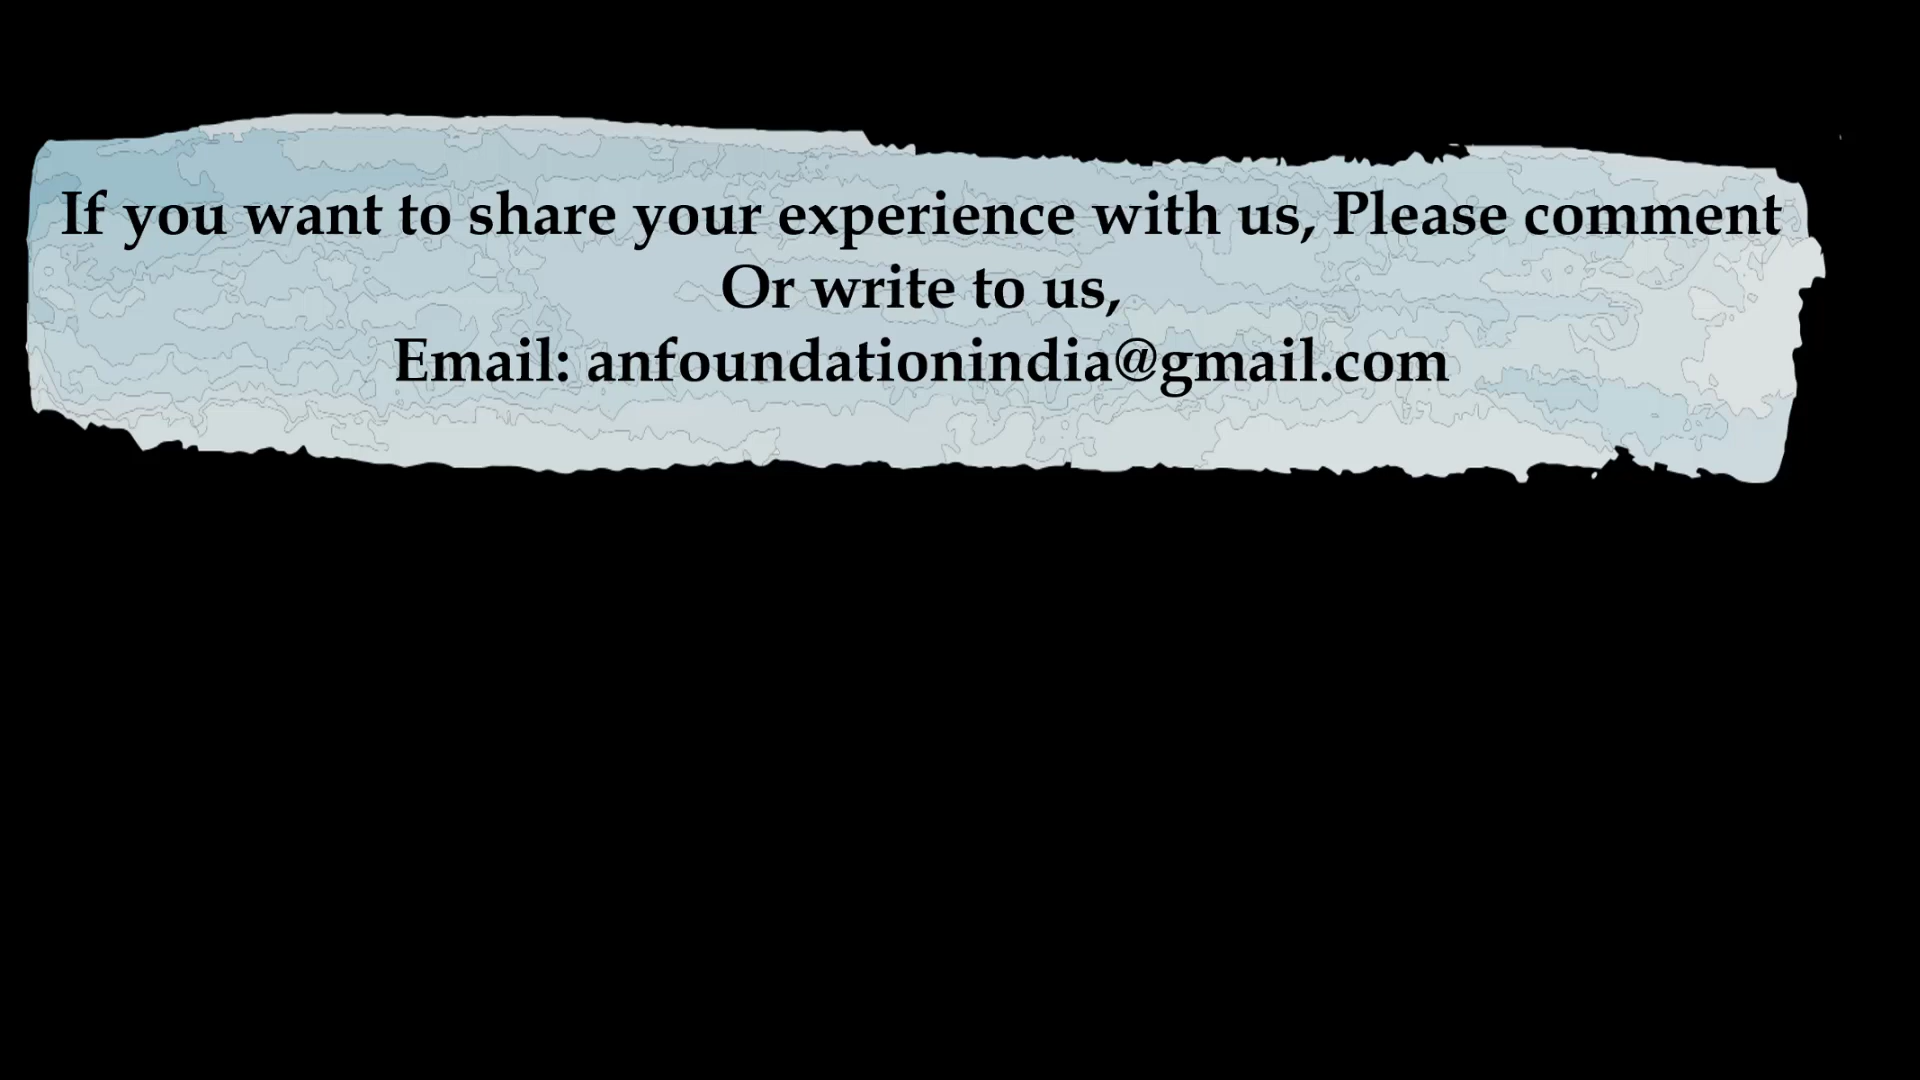 If you want to share your experience with us, Please comment
Or write to us,
Email: anfoundationindia@gmail.com